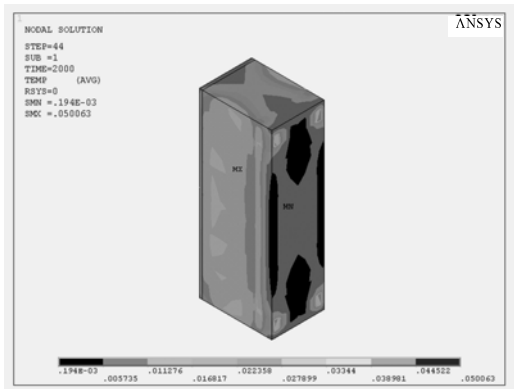 1
ANSYS
NODAL SOLUTION
STEP=44
SUB =1
TIME=2000
TEMP (AVG)
RSYS=0
SMN =.194E-03
SMX =.050063
MX
MN
.194E-03 .011276 .022358 .03344 .044522
.005735 .016817 .027899 .038981 .050063